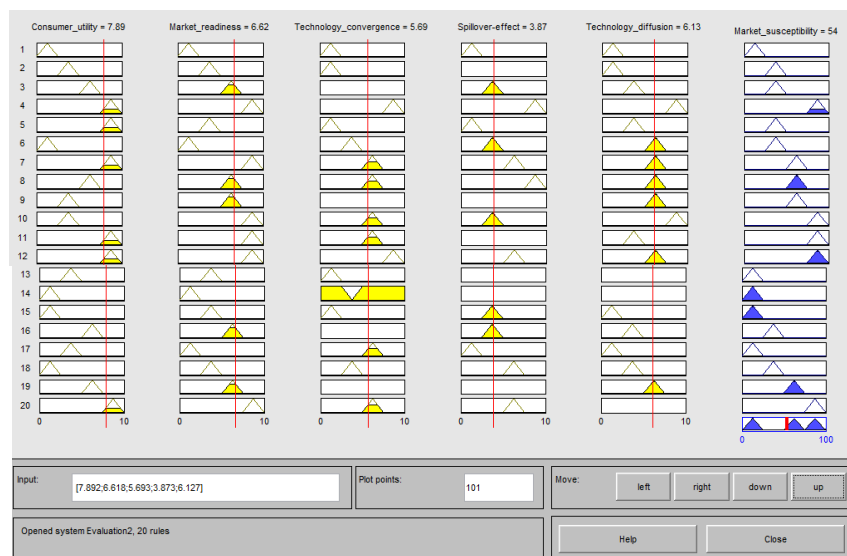 Consumer_utility = 7.89
Market_readiness = 6.62
Technology_convergence = 5.69
Spillover-effect = 3.87
Technology_diffusion = 6.13
Market_susceptibility = 54
1
2
3
4
5
6
7
8
9
10
11
12
13
14
15
16
17
18
19
20
0 10
0 10
0 10
0 10
0 10
0 100
Input:
[7.892;6.618;5.693;3.873;6.127]
Plot points:
101
Move:
left
right
down
up
Opened system Evaluation2, 20 rules
Help
Close